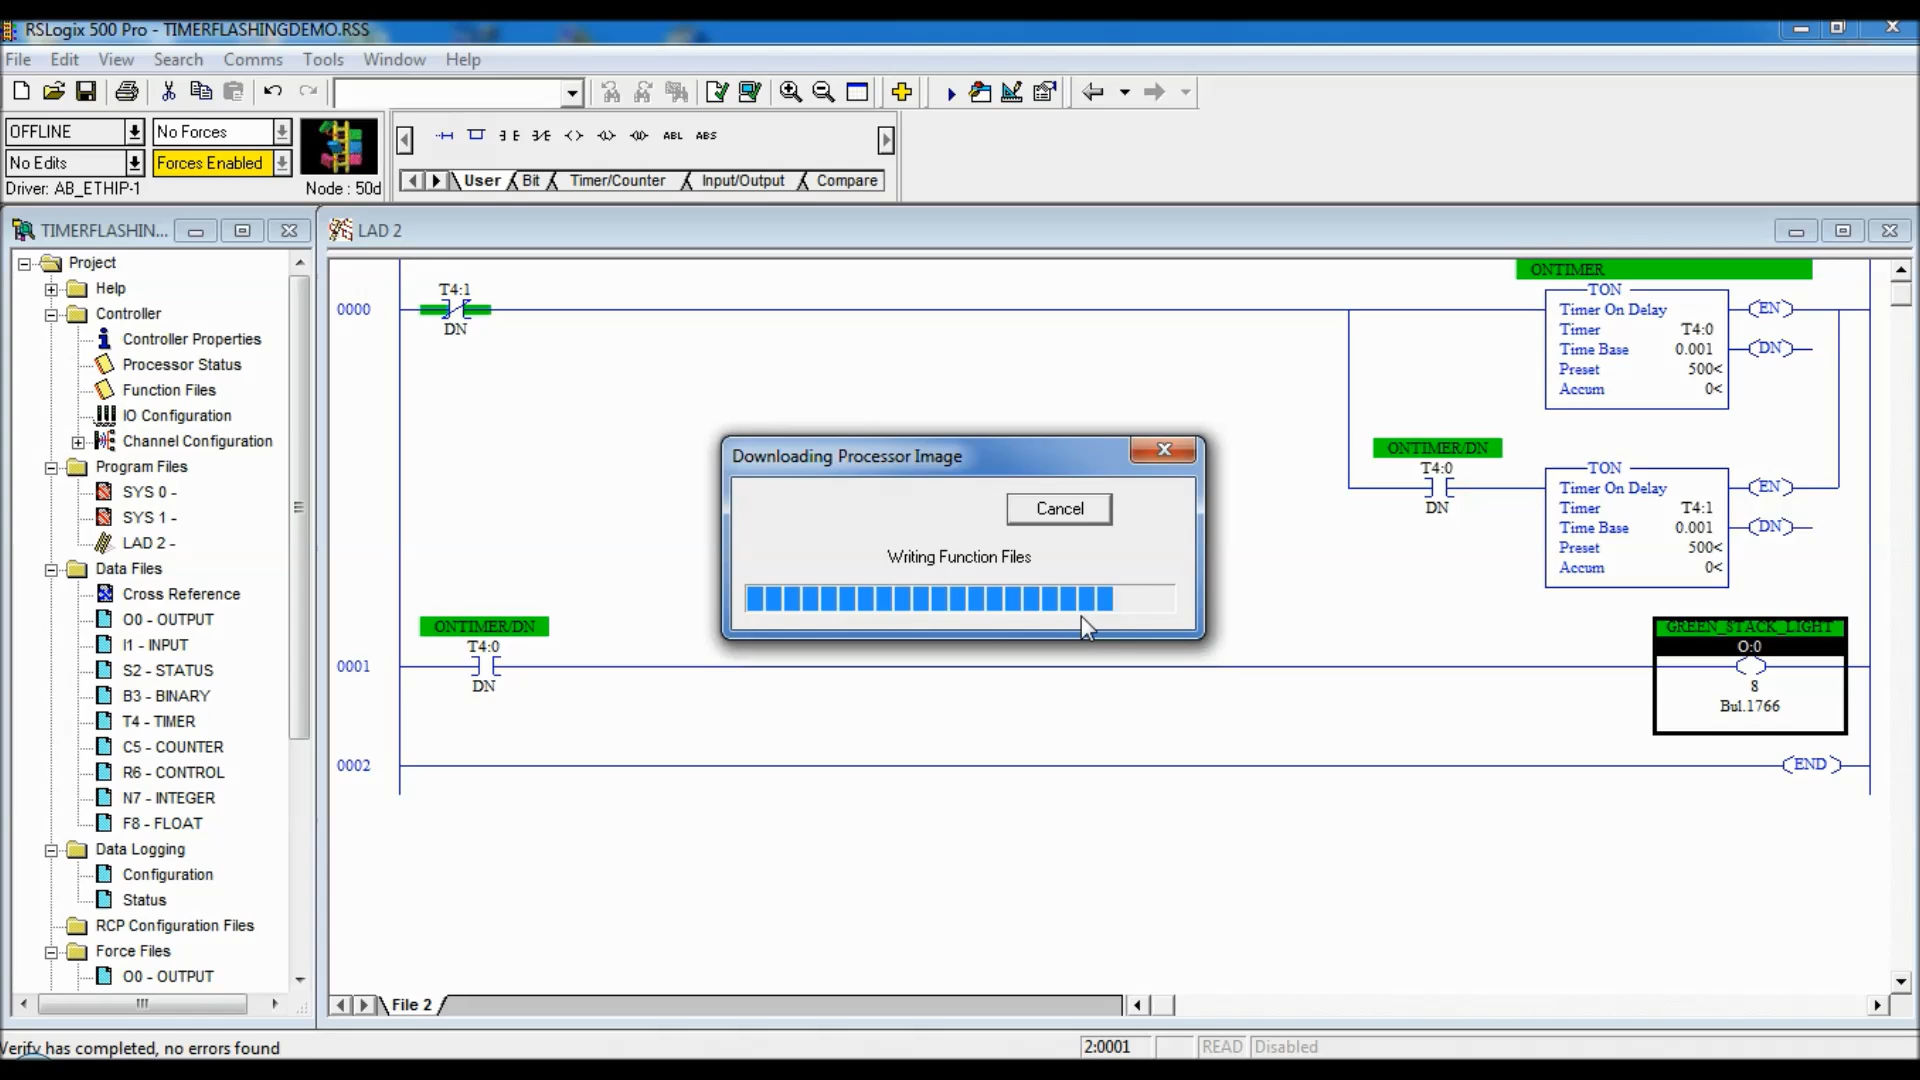 RSLogix 500 Pro - TIMERFLASHINGDEMO.RSS
File Edit View Search Comms Tools Window Help
OFFLINE No Forces
No Edits Forces Enabled
Driver: AB_ETHIP-1 Node : 50d
ABL ABS
User Bit Timer/Counter Input/Output Compare
TIMERFLASHIN...
Project
Help
Controller
Controller Properties
Processor Status
Function Files
IO Configuration
Channel Configuration
Program Files
SYS 0 -
SYS 1 -
LAD 2 -
Data Files
Cross Reference
O0 - OUTPUT
I1 - INPUT
S2 - STATUS
B3 - BINARY
T4 - TIMER
C5 - COUNTER
R6 - CONTROL
N7 - INTEGER
F8 - FLOAT
Data Logging
Configuration
Status
RCP Configuration Files
Force Files
O0 - OUTPUT
LAD 2
0000
T4:1
DN
ONTIMER
TON
Timer On Delay
Timer T4:0
Time Base 0.001
Preset 500<
Accum 0<
EN
DN
ONTIMER/DN
T4:0
DN
TON
Timer On Delay
Timer T4:1
Time Base 0.001
Preset 500<
Accum 0<
EN
DN
Downloading Processor Image
Cancel
Writing Function Files
0001
ONTIMER/DN
T4:0
DN
GREEN_STACK_LIGHT
O:0
8
Bul.1766
0002
END
File 2
Verify has completed, no errors found
2:0001
READ
Disabled